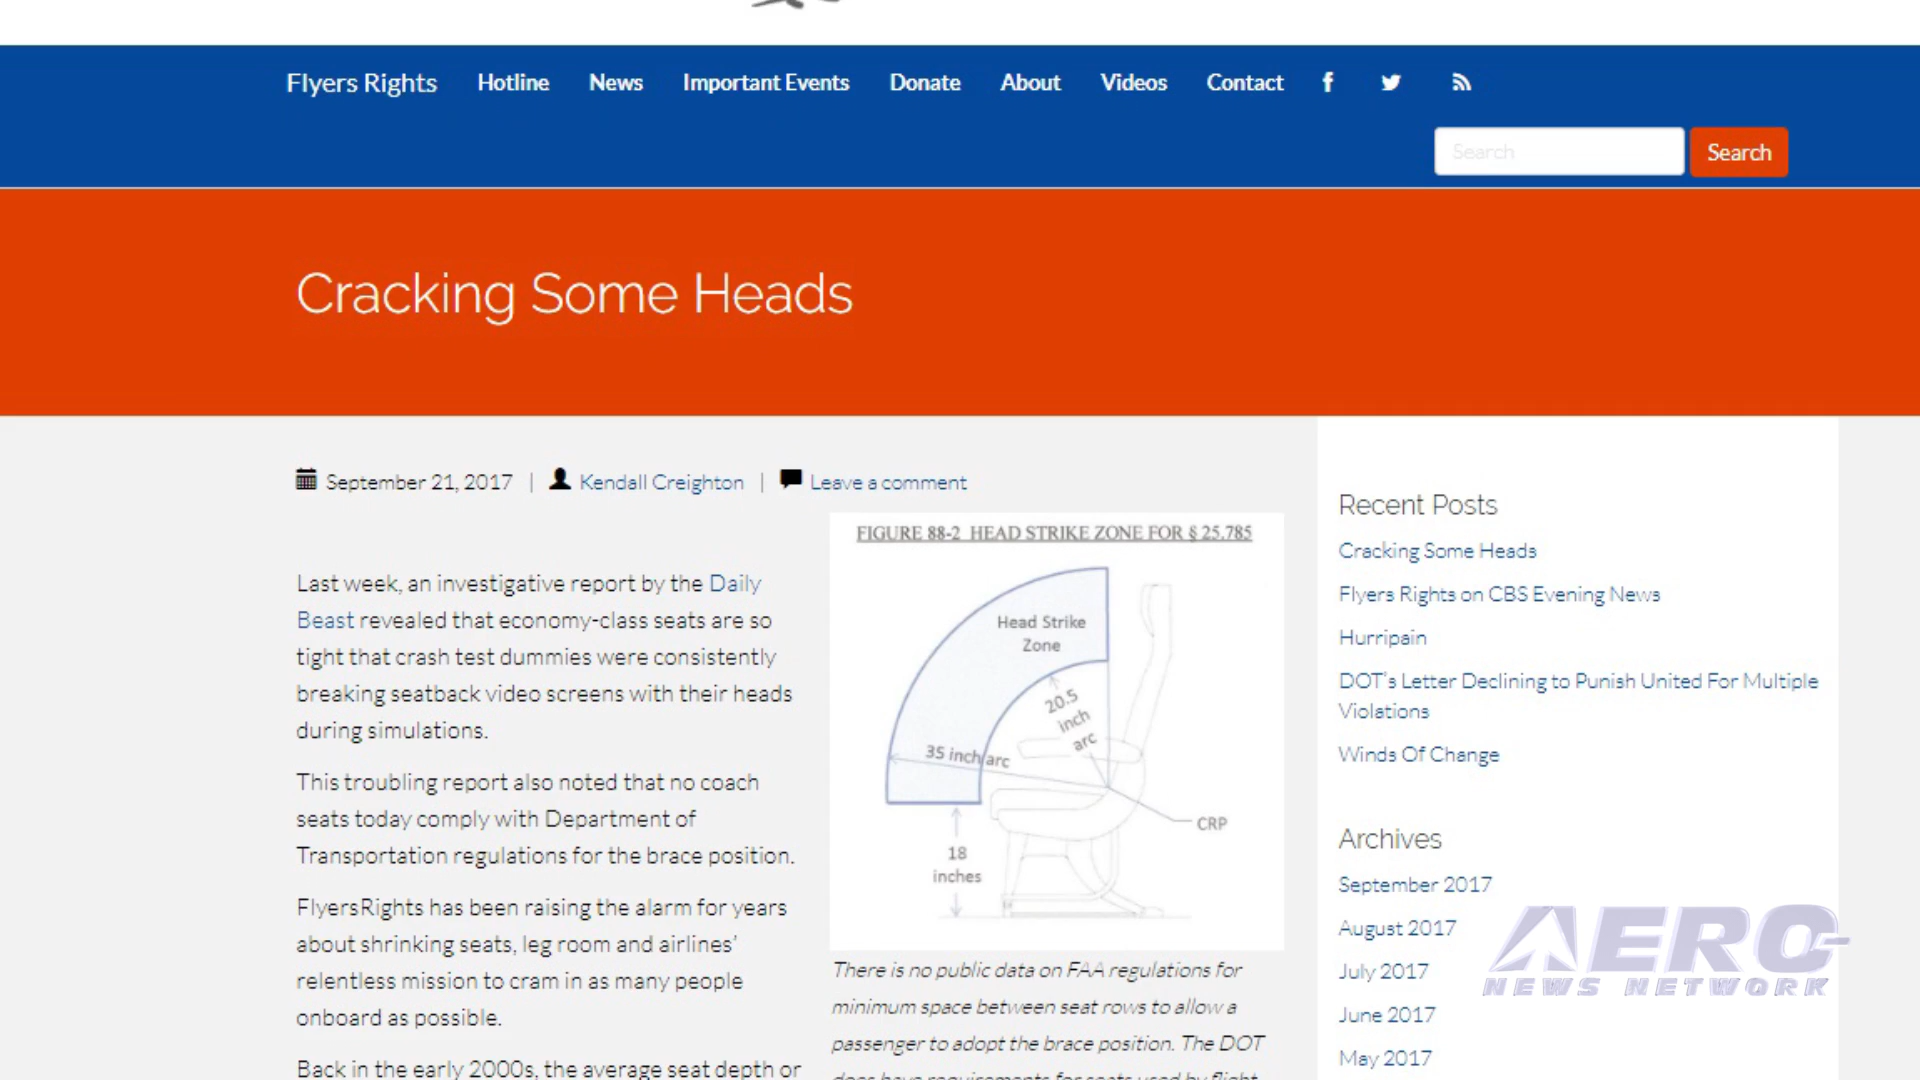 Flyers Rights Hotline News Important Events Donate About Videos Contact
Search Search
Cracking Some Heads
September 21, 2017 | Kendall Creighton | Leave a comment
Last week, an investigative report by the Daily
Beast revealed that economy-class seats are so
tight that crash test dummies were consistently
breaking seatback video screens with their heads
during simulations.
This troubling report also noted that no coach
seats today comply with Department of
Transportation regulations for the brace position.
FlyersRights has been raising the alarm for years
about shrinking seats, leg room and airlines'
relentless mission to cram in as many people
onboard as possible.
Back in the early 2000s, the average seat depth or
FIGURE 88-2 HEAD STRIKE ZONE FOR § 25.785
Head Strike
Zone
20.5
inch
arc
35 inch arc
CRP
18
inches
There is no public data on FAA regulations for
minimum space between seat rows to allow a
passenger to adopt the brace position. The DOT
does have requirements for seats used by flight
Recent Posts
Cracking Some Heads
Flyers Rights on CBS Evening News
Hurripain
DOT's Letter Declining to Punish United For Multiple
Violations
Winds Of Change
Archives
September 2017
August 2017
July 2017
June 2017
May 2017
AERO-
NEWS NETWORK